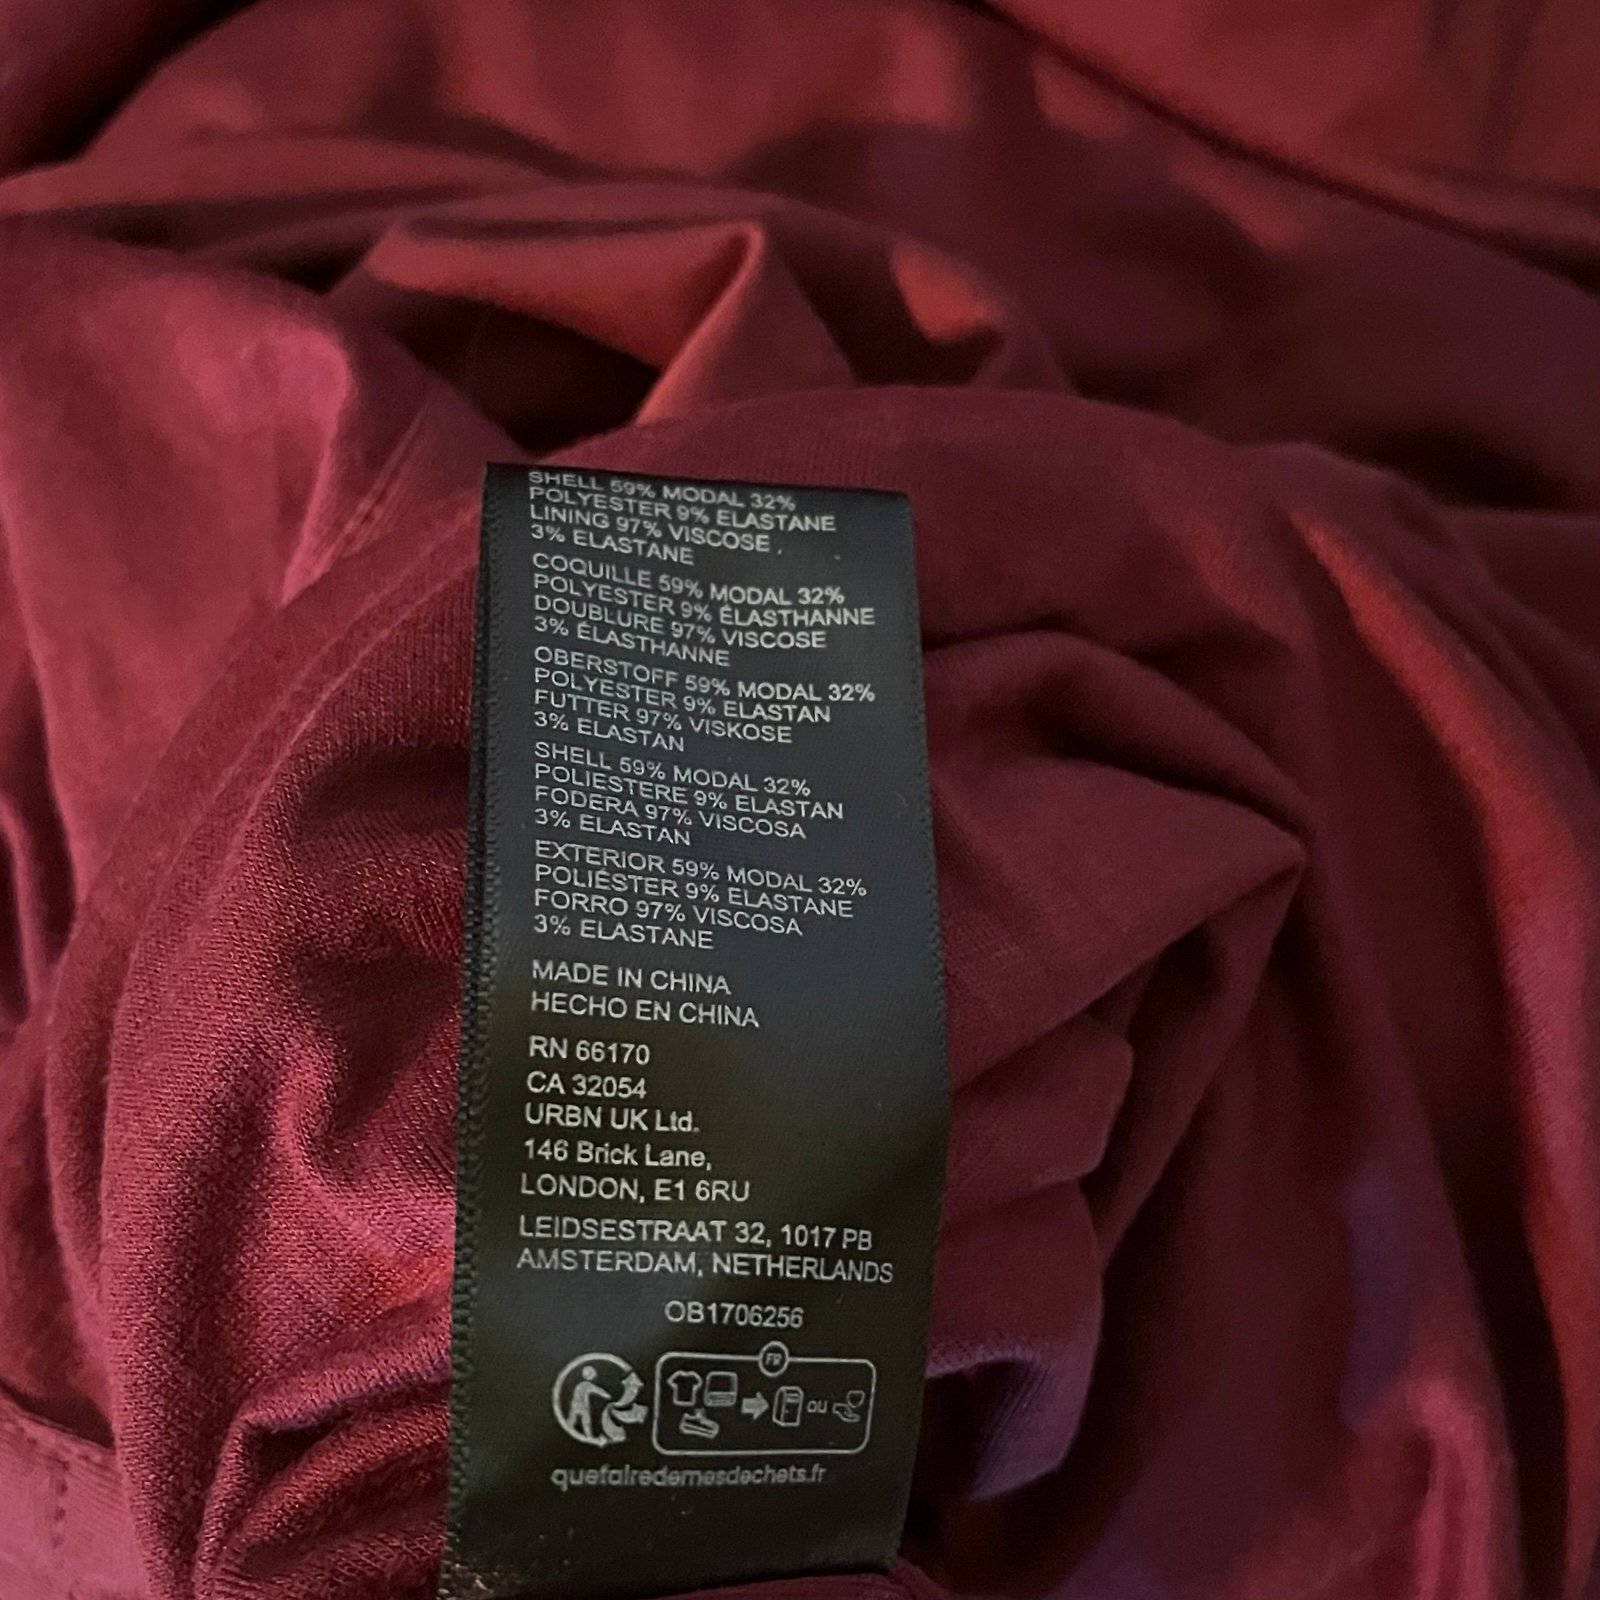 SHELL 59% MODAL 32%
POLYESTER 9% ELASTANE
LINING 97% VISCOSE
3% ELASTANE
COQUILLE 59% MODAL 32%
POLYESTER 9% ÉLASTHANNE
DOUBLURE 97% VISCOSE
3% ÉLASTHANNE
OBERSTOFF 59% MODAL 32%
POLYESTER 9% ELASTAN
FUTTER 97% VISKOSE
3% ELASTAN
SHELL 59% MODAL 32%
POLIESTERE 9% ELASTAN
FODERA 97% VISCOSA
3% ELASTAN
EXTERIOR 59% MODAL 32%
POLIÉSTER 9% ELASTANE
FORRO 97% VISCOSA
3% ELASTANE
MADE IN CHINA
HECHO EN CHINA
RN 66170
CA 32054
URBN UK Ltd.
146 Brick Lane,
LONDON, E1 6RU
LEIDSESTRAAT 32, 1017 PB
AMSTERDAM, NETHERLANDS
OB1706256
FR
ou
quefairedemesdechets.fr